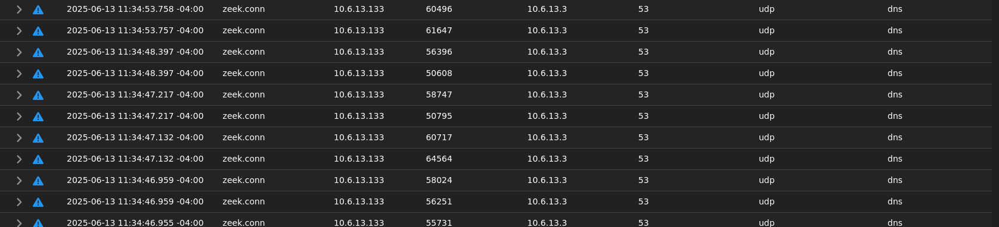 2025-06-13 11:34:53.758 -04:00 zeek.conn 10.6.13.133 60496 10.6.13.3 53 udp dns
2025-06-13 11:34:53.757 -04:00 zeek.conn 10.6.13.133 61647 10.6.13.3 53 udp dns
2025-06-13 11:34:48.397 -04:00 zeek.conn 10.6.13.133 56396 10.6.13.3 53 udp dns
2025-06-13 11:34:48.397 -04:00 zeek.conn 10.6.13.133 50608 10.6.13.3 53 udp dns
2025-06-13 11:34:47.217 -04:00 zeek.conn 10.6.13.133 58747 10.6.13.3 53 udp dns
2025-06-13 11:34:47.217 -04:00 zeek.conn 10.6.13.133 50795 10.6.13.3 53 udp dns
2025-06-13 11:34:47.132 -04:00 zeek.conn 10.6.13.133 60717 10.6.13.3 53 udp dns
2025-06-13 11:34:47.132 -04:00 zeek.conn 10.6.13.133 64564 10.6.13.3 53 udp dns
2025-06-13 11:34:46.959 -04:00 zeek.conn 10.6.13.133 58024 10.6.13.3 53 udp dns
2025-06-13 11:34:46.959 -04:00 zeek.conn 10.6.13.133 56251 10.6.13.3 53 udp dns
2025-06-13 11:34:46.955 -04:00 zeek.conn 10.6.13.133 55731 10.6.13.3 53 udp dns